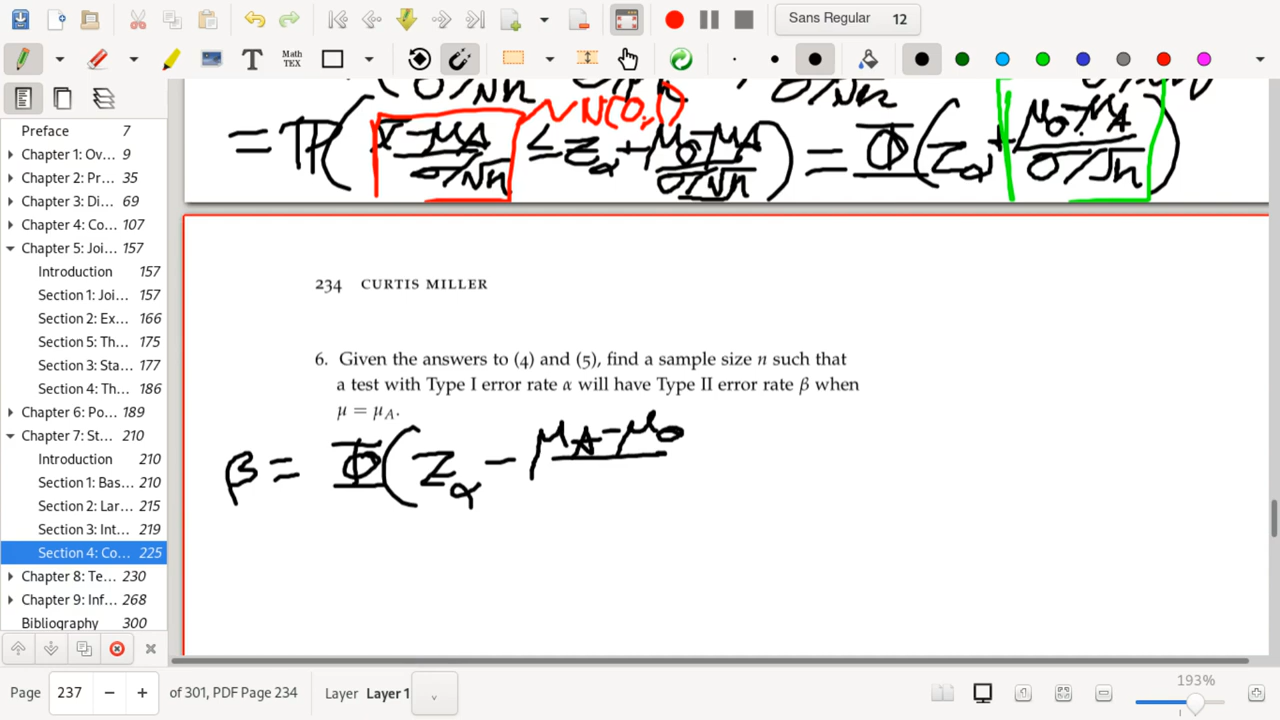 Sans Regular 12
Math
TEX
Preface 7
Chapter 1: Ov... 9
Chapter 2: Pr... 35
Chapter 3: Di... 69
Chapter 4: Co... 107
Chapter 5: Joi... 157
Introduction 157
Section 1: Joi... 157
Section 2: Ex... 166
Section 5: Th... 175
Section 3: Sta... 177
Section 4: Th... 186
Chapter 6: Po... 189
Chapter 7: St... 210
Introduction 210
Section 1: Bas... 210
Section 2: Lar... 215
Section 3: Int... 219
Section 4: Co... 225
Chapter 8: Te... 230
Chapter 9: Inf... 268
Bibliography 300
σ/√n σ/√n
~N(0,1)
= ℙ( (X̄-μA)/(σ/√n) ≤ zα + (μ0-μA)/(σ/√n) ) = Φ( zα + (μ0-μA)/(σ/√n) )
234 CURTIS MILLER
6. Given the answers to (4) and (5), find a sample size n such that
a test with Type I error rate α will have Type II error rate β when
μ = μA.
β = Φ( zα - μA-μ0
Page 237 of 301, PDF Page 234 Layer Layer 1
193%